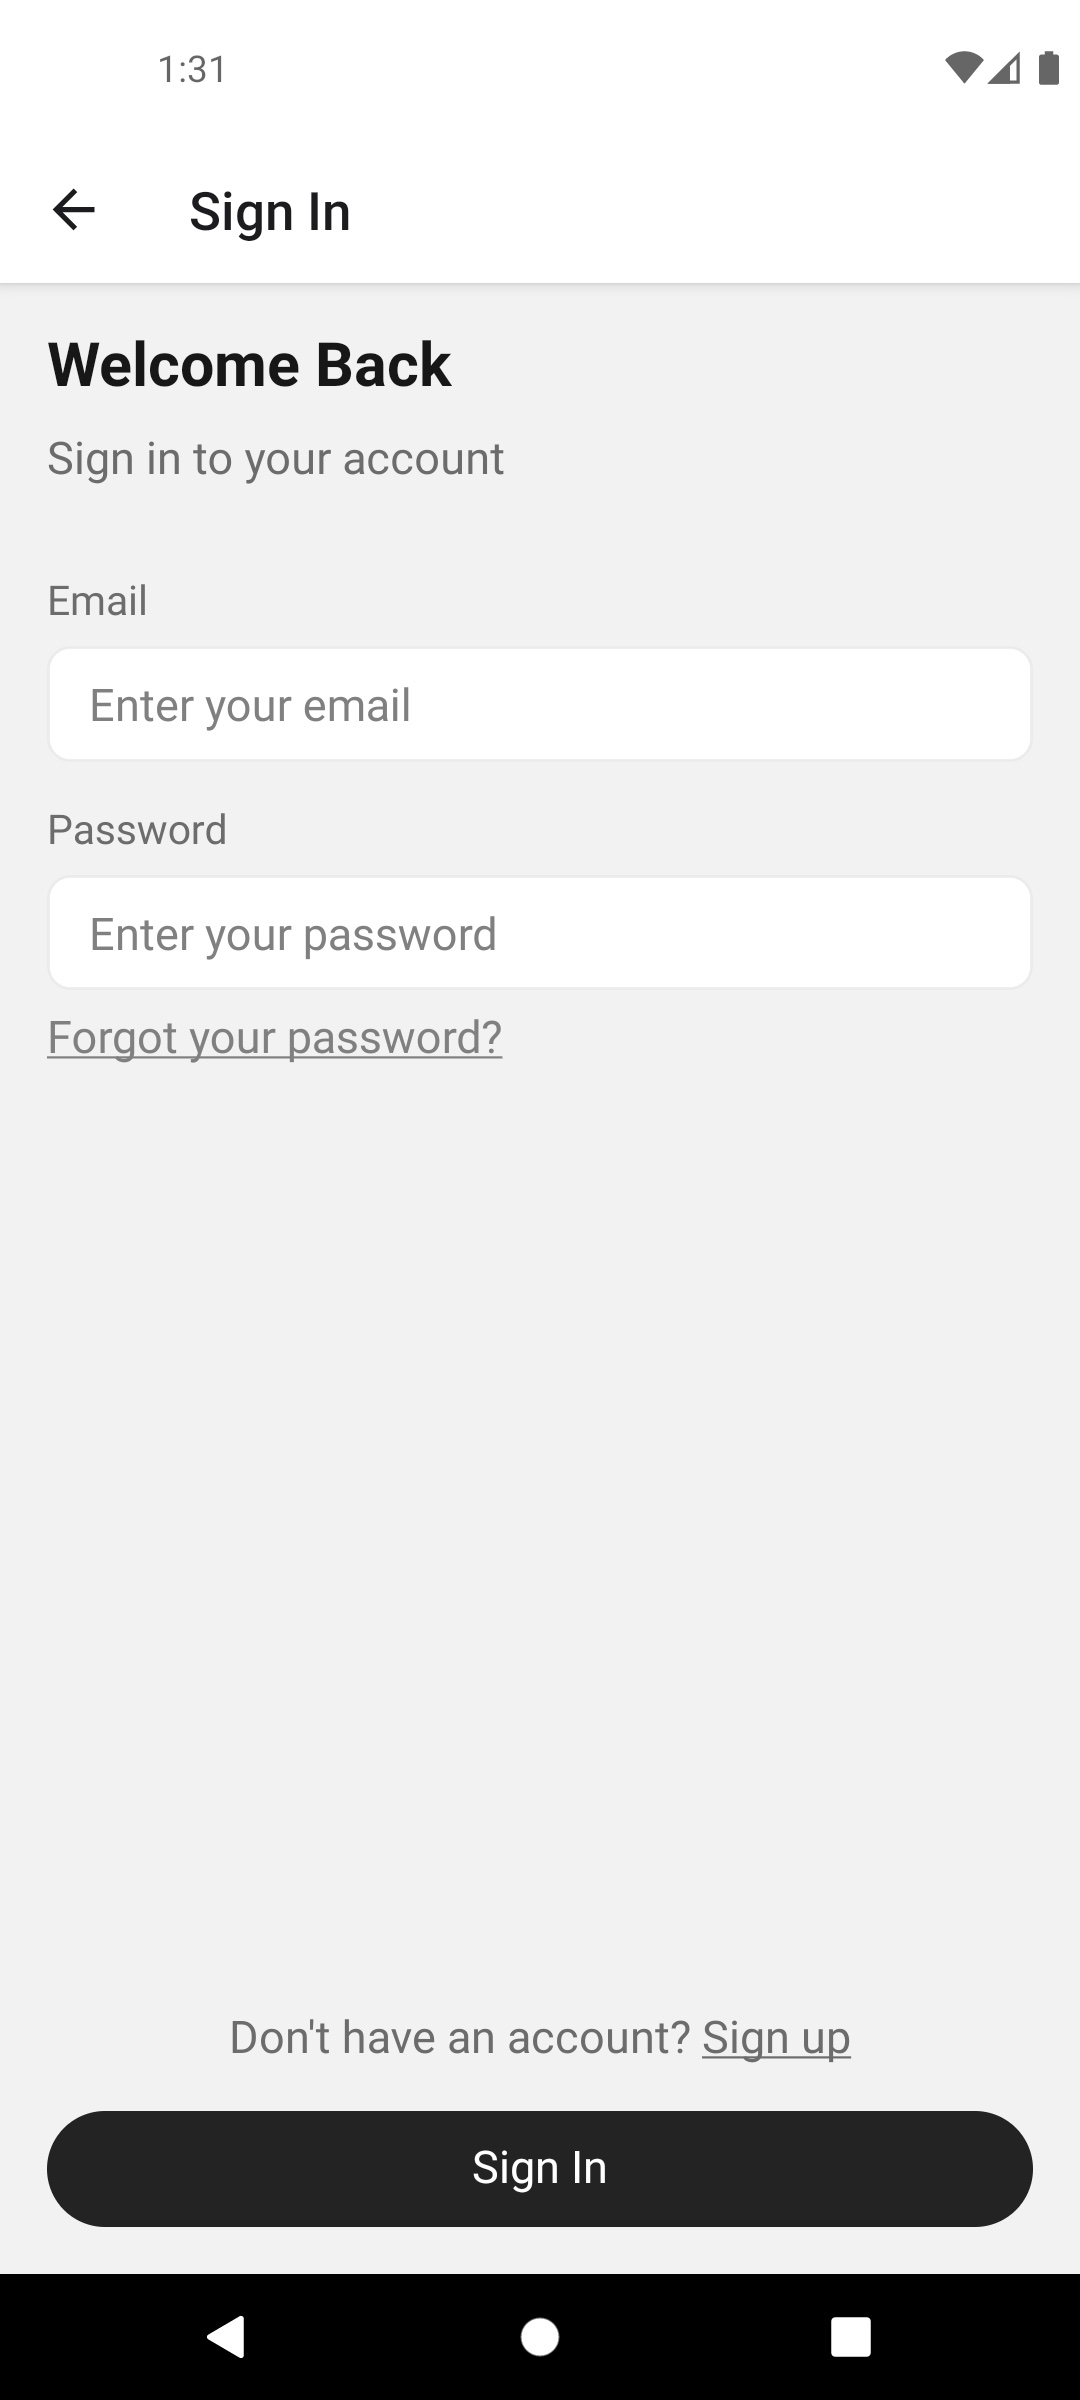 1:31
Sign In
Welcome Back
Sign in to your account
Email
Enter your email
Password
Enter your password
Forgot your password?
Don't have an account? Sign up
Sign In